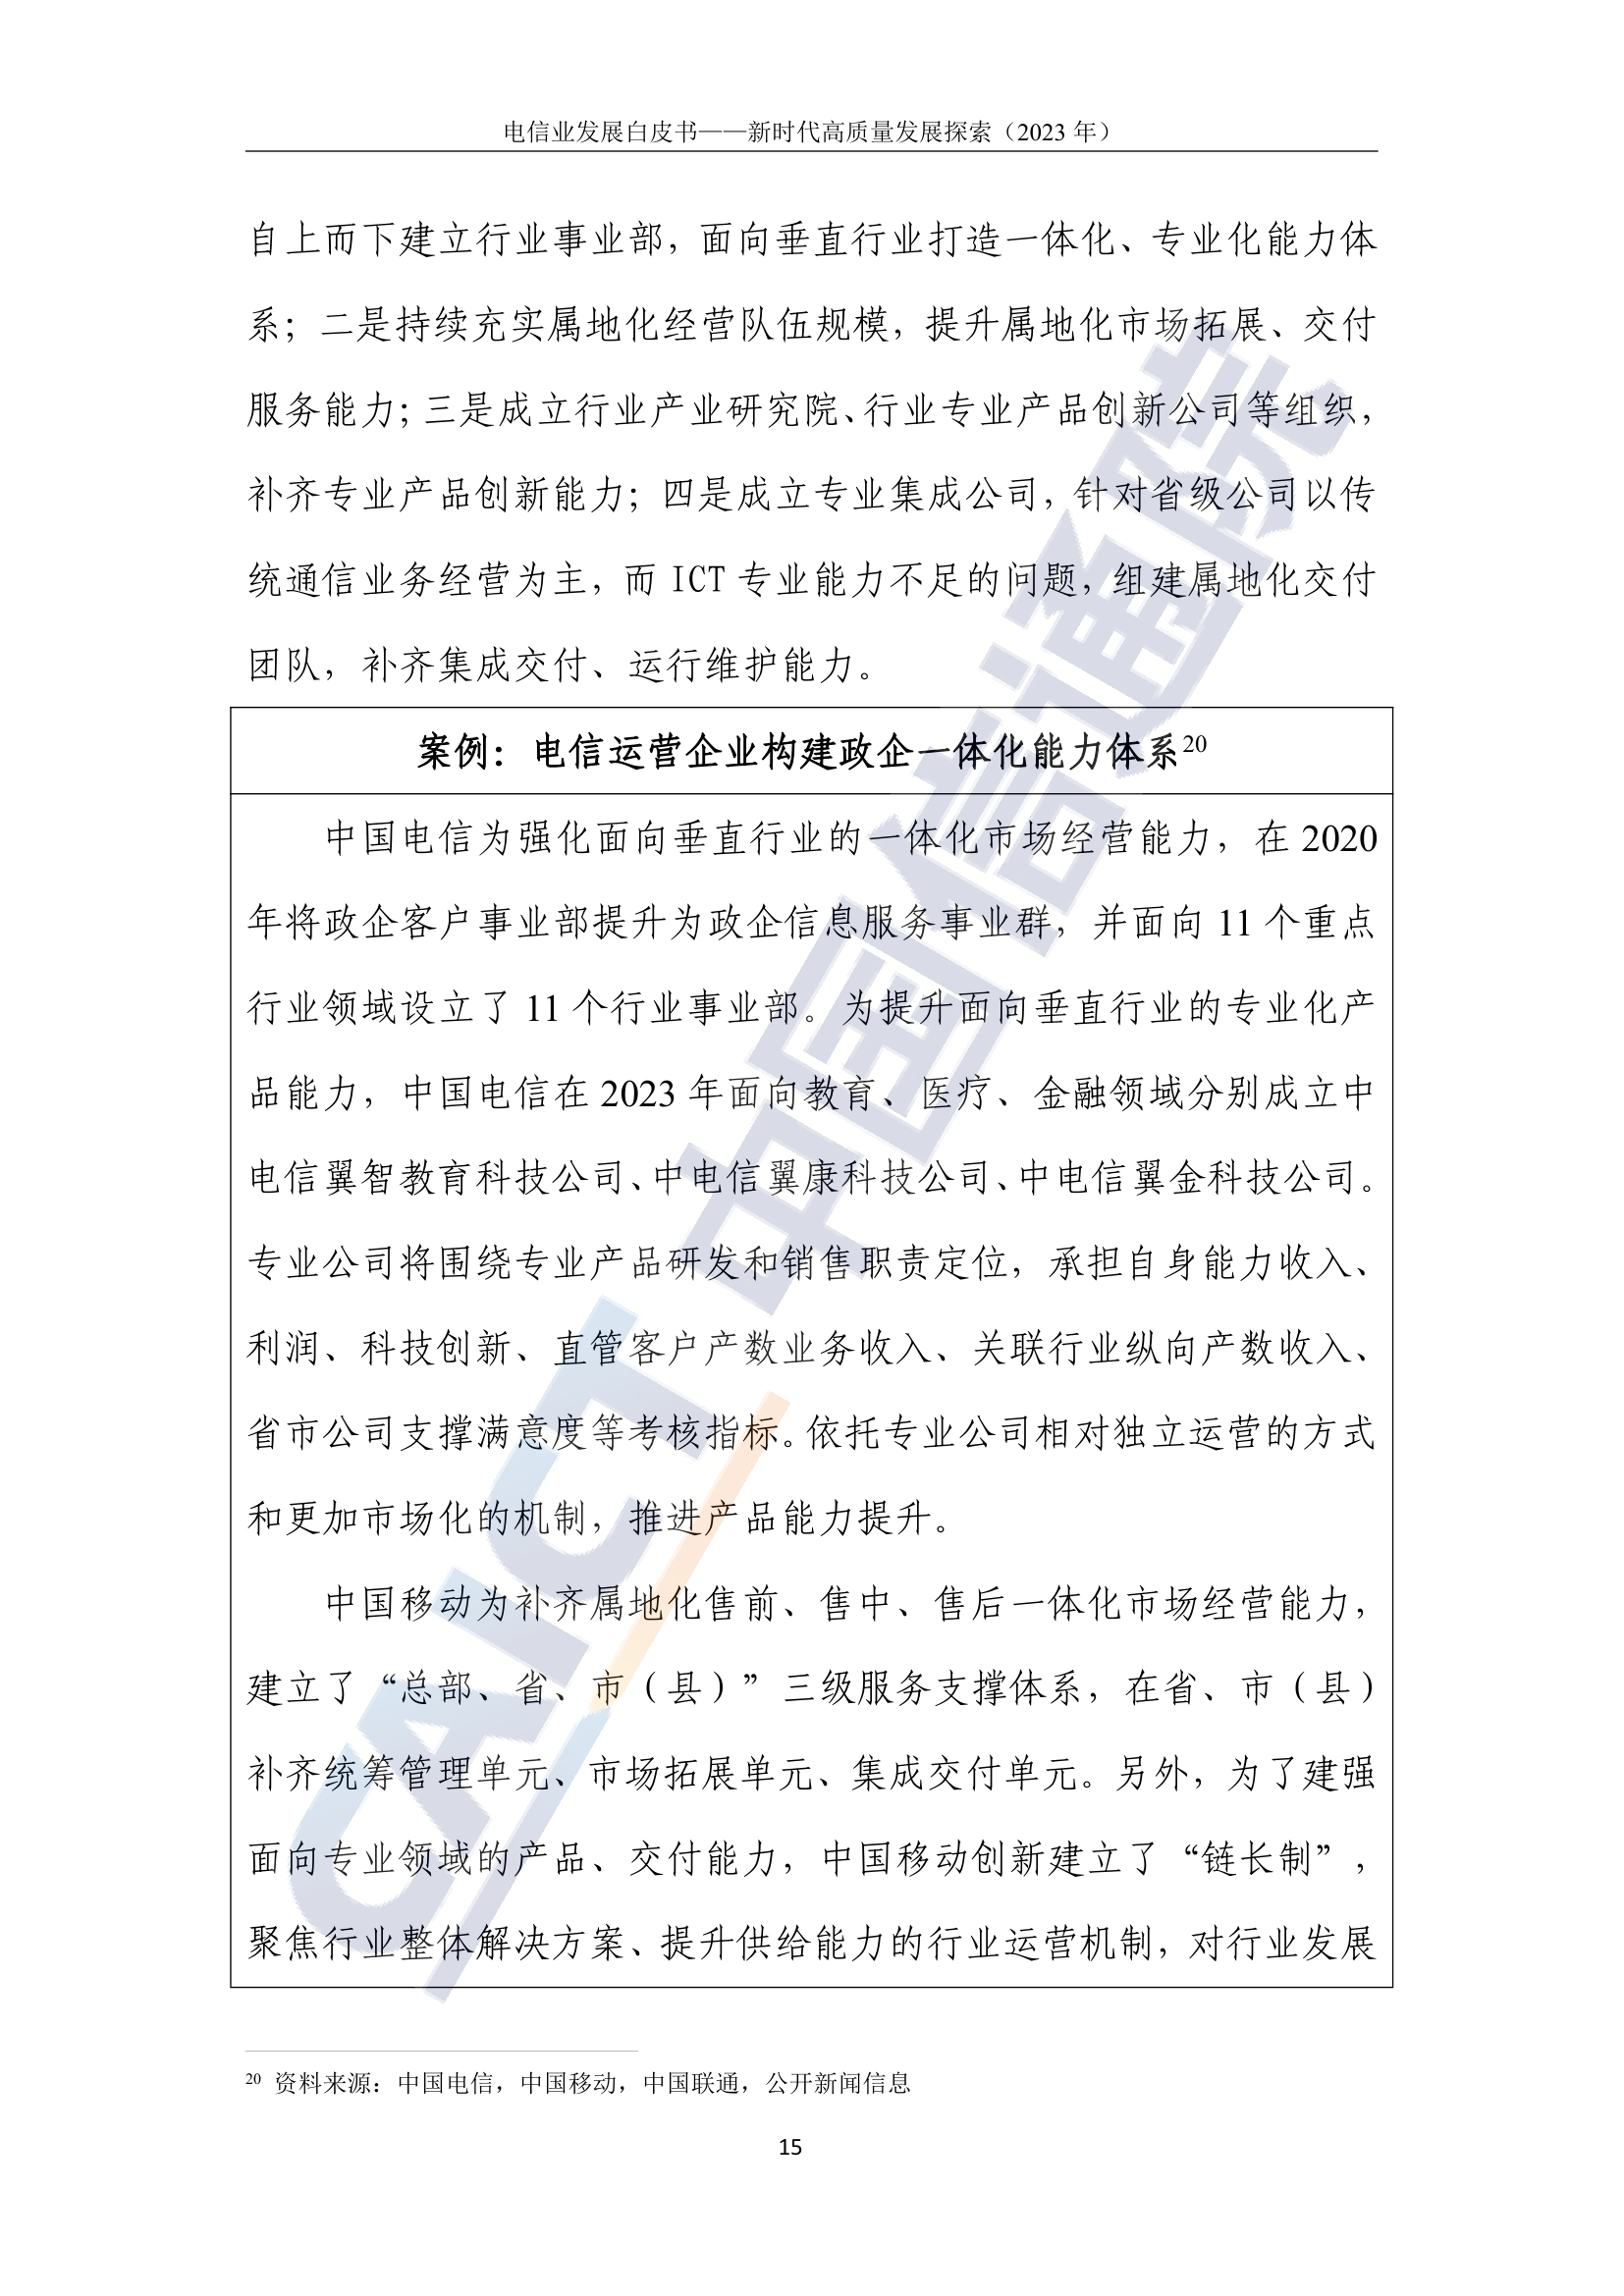 电信业发展白皮书——新时代高质量发展探索（2023 年）
自上而下建立行业事业部，面向垂直行业打造一体化、专业化能力体
系；二是持续充实属地化经营队伍规模，提升属地化市场拓展、交付
服务能力；三是成立行业产业研究院、行业专业产品创新公司等组织，
补齐专业产品创新能力；四是成立专业集成公司，针对省级公司以传
统通信业务经营为主，而 ICT 专业能力不足的问题，组建属地化交付
团队，补齐集成交付、运行维护能力。
案例：电信运营企业构建政企一体化能力体系20
中国电信为强化面向垂直行业的一体化市场经营能力，在 2020
年将政企客户事业部提升为政企信息服务事业群，并面向 11 个重点
行业领域设立了 11 个行业事业部。为提升面向垂直行业的专业化产
品能力，中国电信在 2023 年面向教育、医疗、金融领域分别成立中
电信翼智教育科技公司、中电信翼康科技公司、中电信翼金科技公司。
专业公司将围绕专业产品研发和销售职责定位，承担自身能力收入、
利润、科技创新、直管客户产数业务收入、关联行业纵向产数收入、
省市公司支撑满意度等考核指标。依托专业公司相对独立运营的方式
和更加市场化的机制，推进产品能力提升。
中国移动为补齐属地化售前、售中、售后一体化市场经营能力，
建立了“总部、省、市（县）”三级服务支撑体系，在省、市（县）
补齐统筹管理单元、市场拓展单元、集成交付单元。另外，为了建强
面向专业领域的产品、交付能力，中国移动创新建立了“链长制”，
聚焦行业整体解决方案、提升供给能力的行业运营机制，对行业发展
20 资料来源：中国电信，中国移动，中国联通，公开新闻信息
15
CAICT 中国信通院